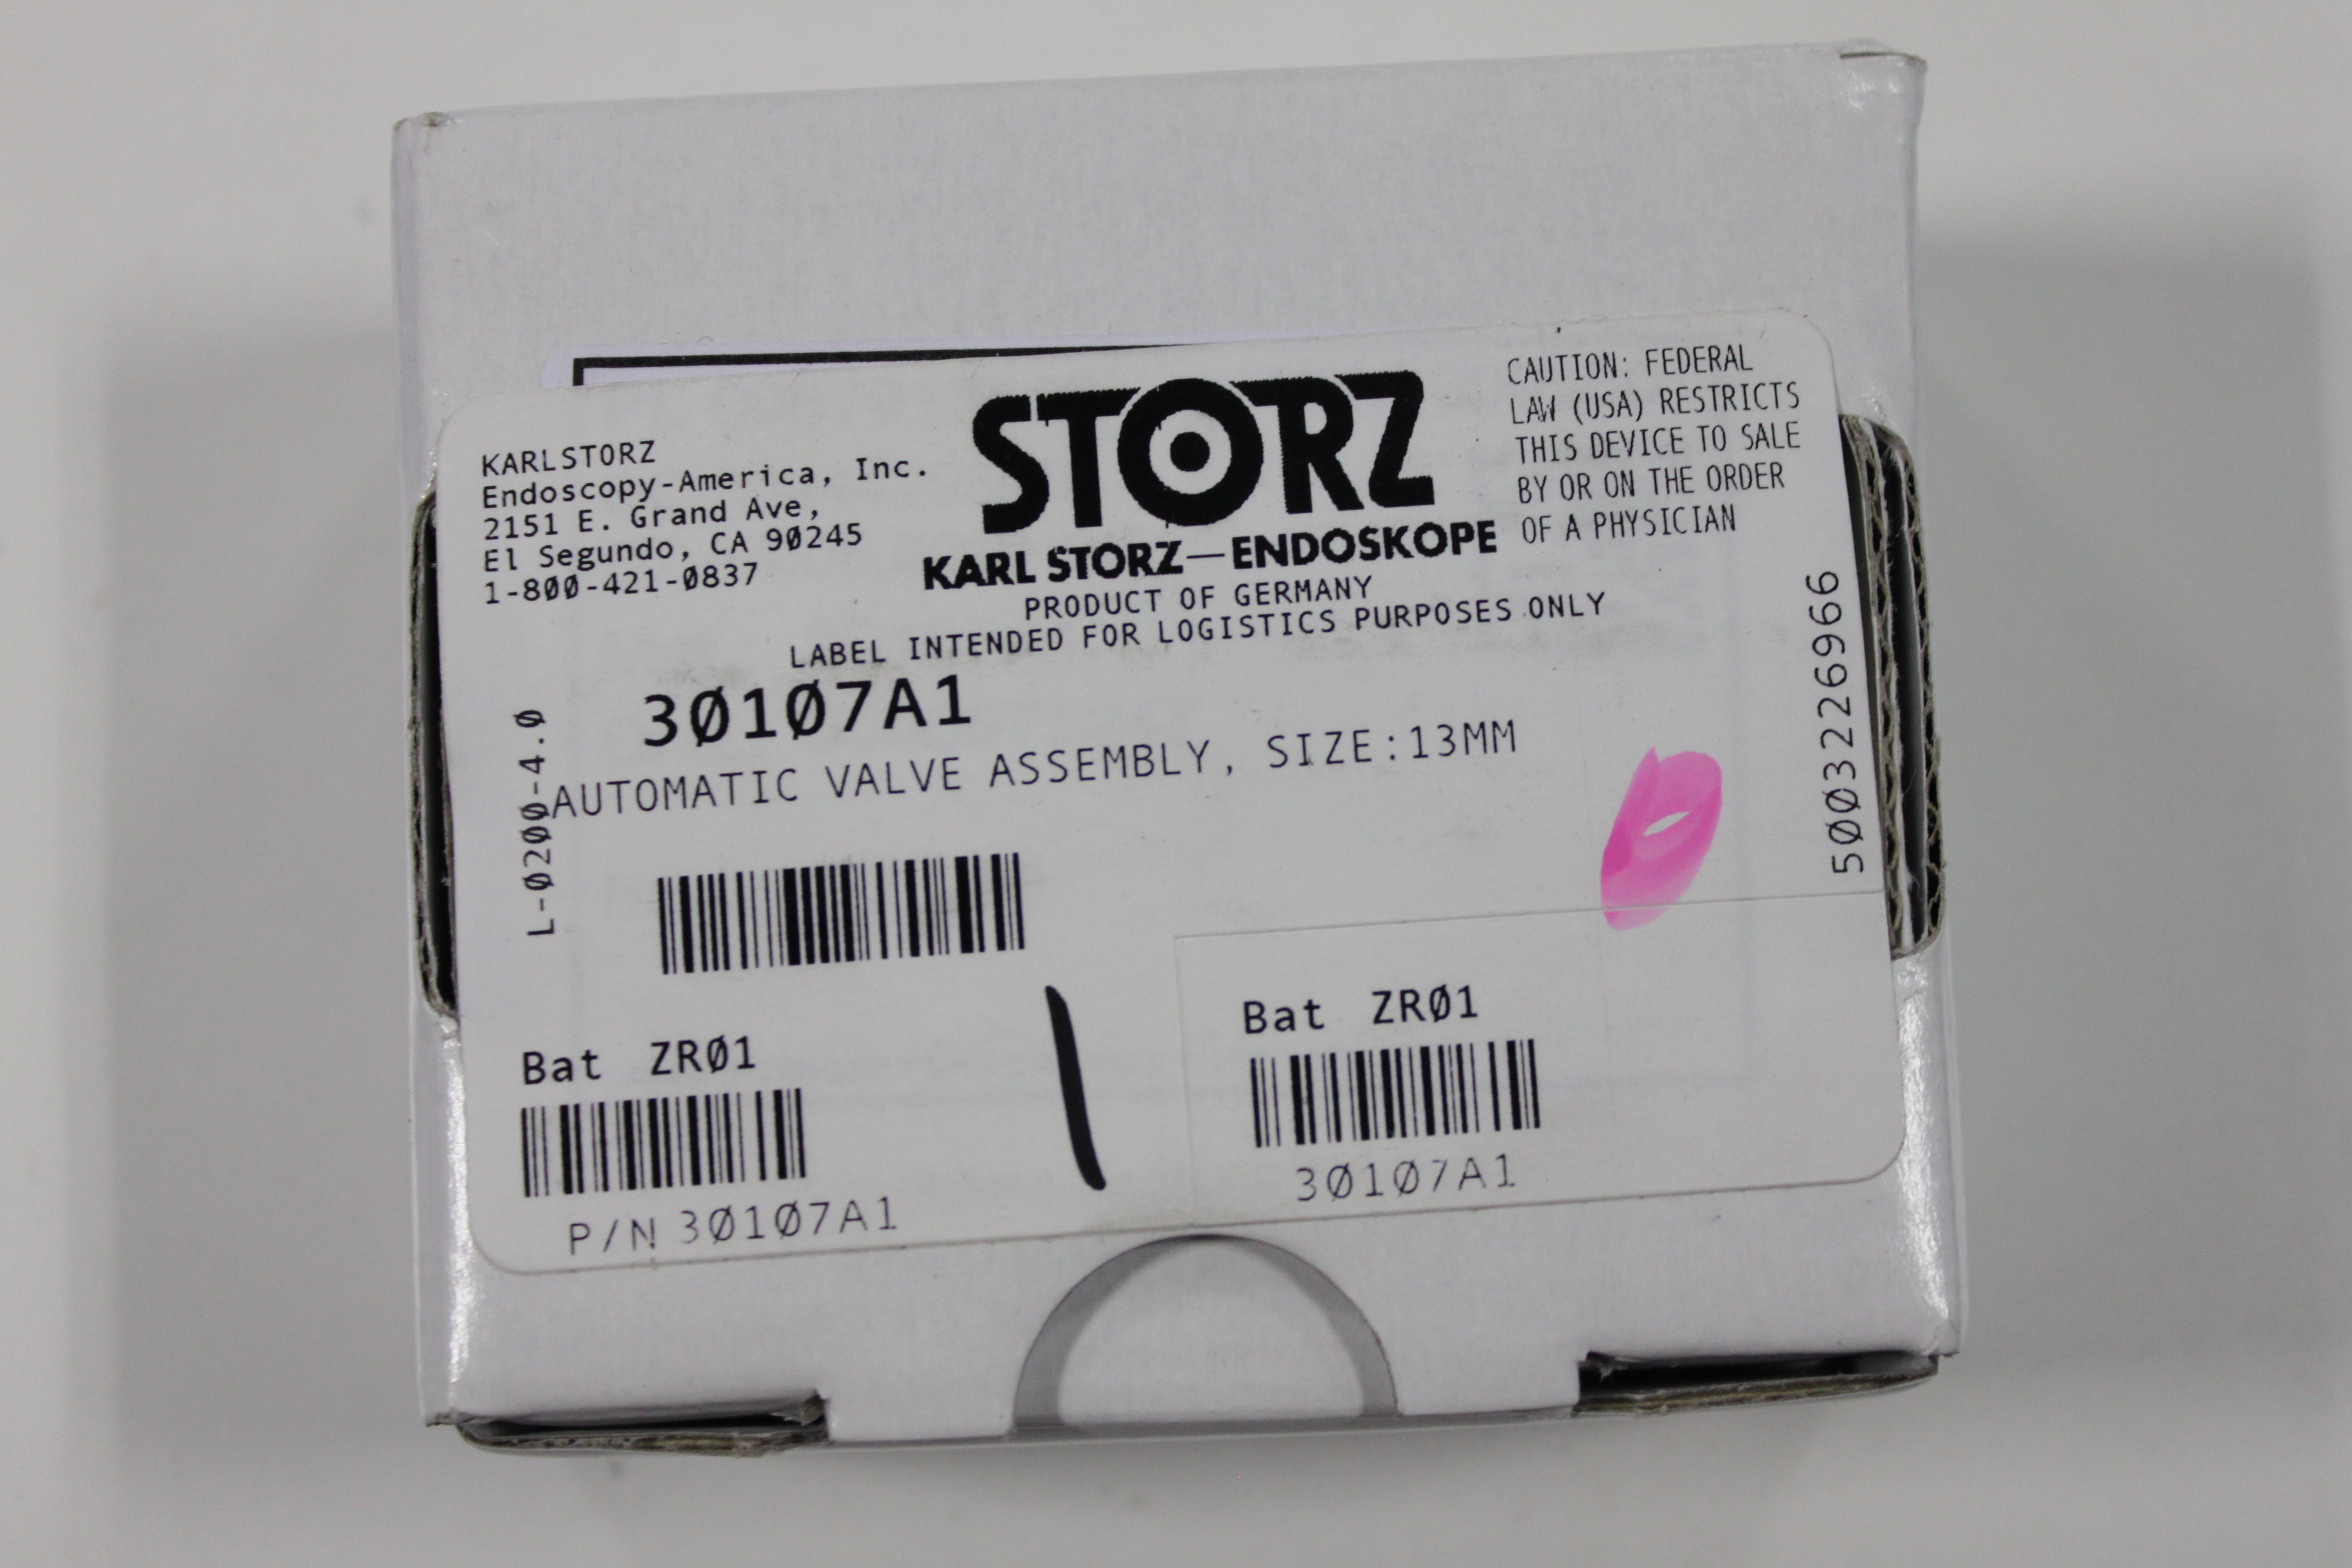 KARL STORZ
Endoscopy-America, Inc.
2151 E. Grand Ave,
El Segundo, CA 90245
1-800-421-0837
STORZ
KARL STORZ—ENDOSKOPE
PRODUCT OF GERMANY
LABEL INTENDED FOR LOGISTICS PURPOSES ONLY
CAUTION: FEDERAL
LAW (USA) RESTRICTS
THIS DEVICE TO SALE
BY OR ON THE ORDER
OF A PHYSICIAN
5003226966
L-0200-4.0
30107A1
AUTOMATIC VALVE ASSEMBLY, SIZE:13MM
Bat ZR01
P/N 30107A1
Bat ZR01
30107A1